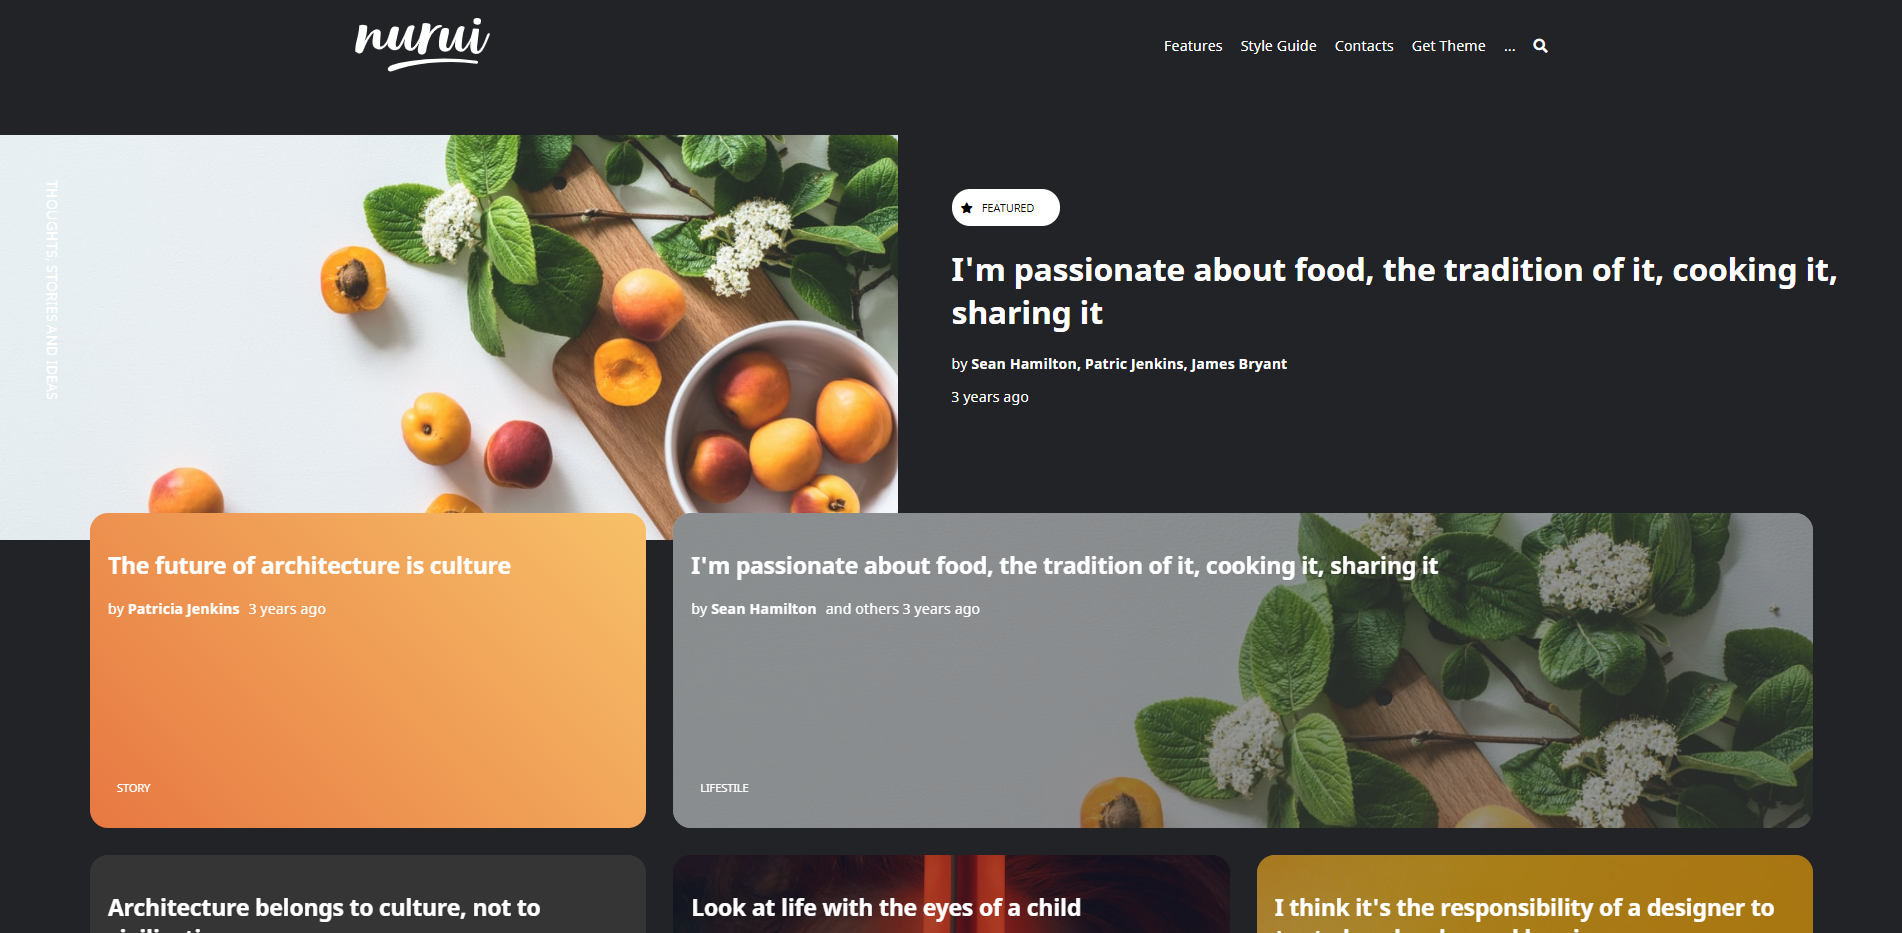 nurui
Features Style Guide Contacts Get Theme ...
THOUGHTS, STORIES AND IDEAS
FEATURED
I'm passionate about food, the tradition of it, cooking it,
sharing it
by Sean Hamilton, Patric Jenkins, James Bryant
3 years ago
The future of architecture is culture
by Patricia Jenkins 3 years ago
STORY
I'm passionate about food, the tradition of it, cooking it, sharing it
by Sean Hamilton and others 3 years ago
LIFESTILE
Architecture belongs to culture, not to
Look at life with the eyes of a child
I think it's the responsibility of a designer to